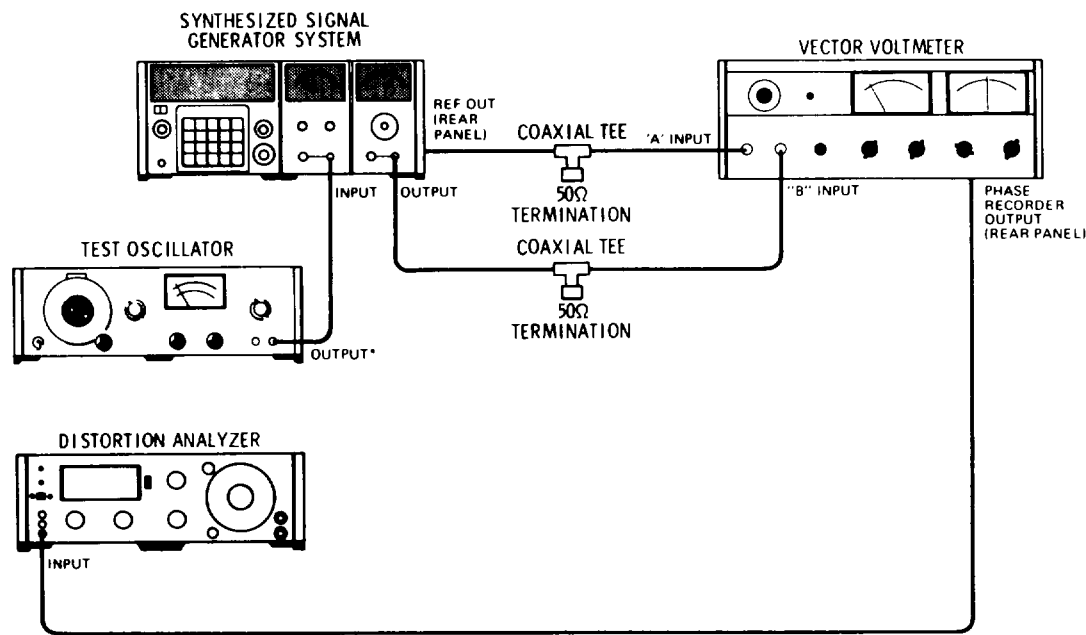 SYNTHESIZED SIGNAL
GENERATOR SYSTEM
VECTOR VOLTMETER
REF OUT
(REAR
PANEL)
COAXIAL TEE
'A' INPUT
INPUT
OUTPUT
50Ω
TERMINATION
"B" INPUT
PHASE
RECORDER
OUTPUT
(REAR PANEL)
COAXIAL TEE
50Ω
TERMINATION
TEST OSCILLATOR
OUTPUT*
DISTORTION ANALYZER
INPUT